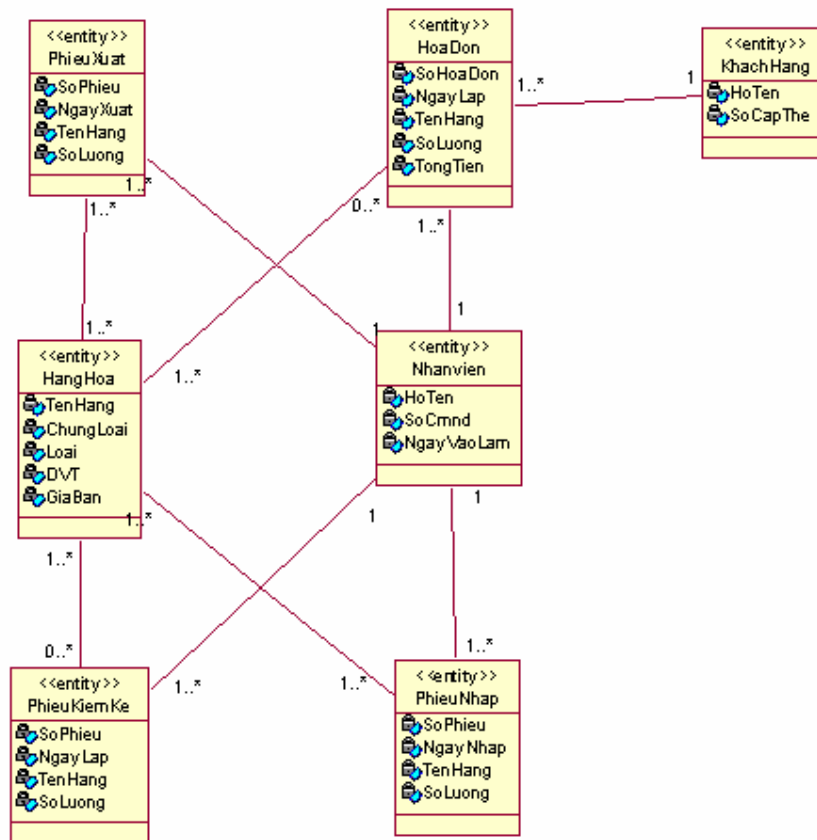 <<entity>>
PhieuXuat
SoPhieu
NgayXuat
TenHang
SoLuong
1..*
1..*
<<entity>>
HoaDon
SoHoaDon
NgayLap
TenHang
SoLuong
TongTien
1..*
1
0..*
1..*
<<entity>>
KhachHang
HoTen
SoCapThe
1..*
<<entity>>
HangHoa
TenHang
ChungLoai
Loai
DVT
GiaBan
1..*
1..*
1..*
1
1
<<entity>>
Nhanvien
HoTen
SoCmnd
NgayVaoLam
1
1
0..*
<<entity>>
PhieuKiemKe
SoPhieu
NgayLap
TenHang
SoLuong
1..*
1..*
1..*
<<entity>>
PhieuNhap
SoPhieu
NgayNhap
TenHang
SoLuong